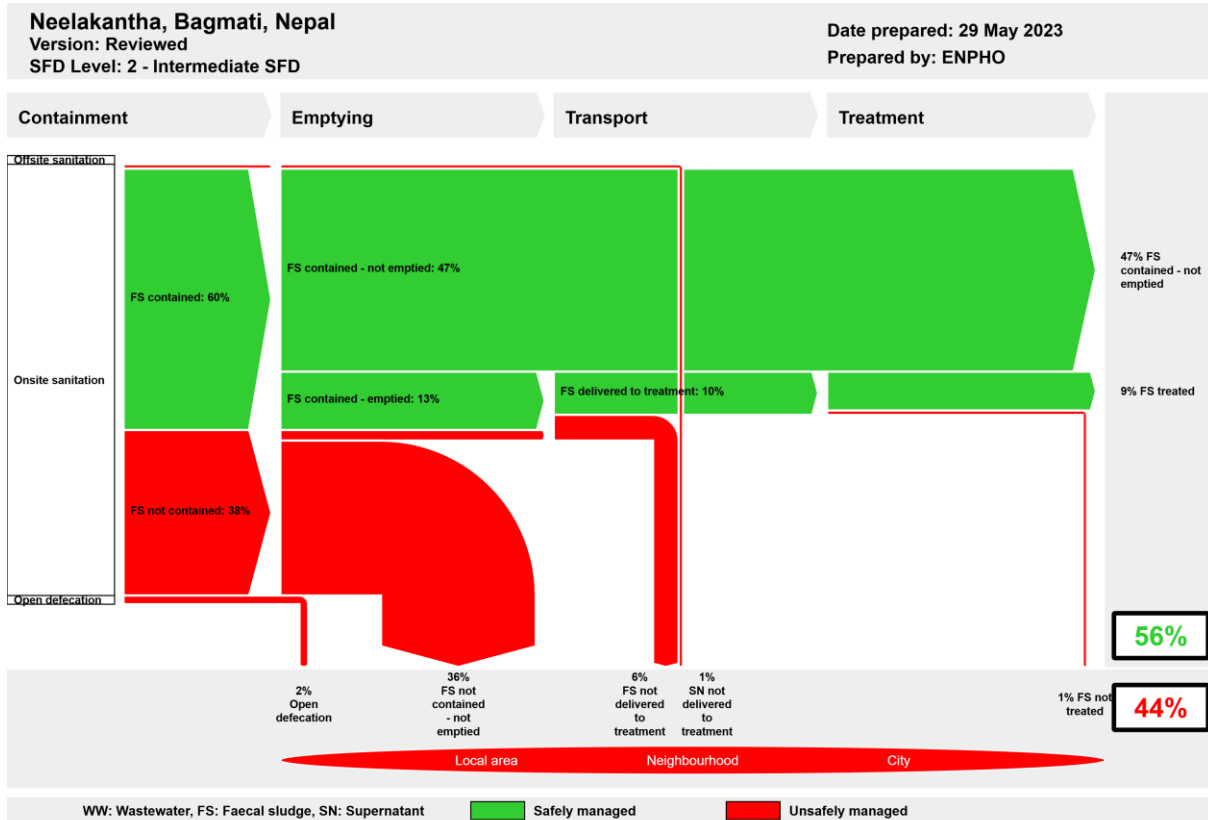 Neelakantha, Bagmati, Nepal
Version: Reviewed
SFD Level: 2 - Intermediate SFD
Date prepared: 29 May 2023
Prepared by: ENPHO
Containment
Emptying
Transport
Treatment
Offsite sanitation
Onsite sanitation
Open defecation
FS contained: 60%
FS not contained: 38%
FS contained - not emptied: 47%
FS contained - emptied: 13%
FS delivered to treatment: 10%
47% FS
contained - not
emptied
9% FS treated
56%
2%
Open
defecation
36%
FS not
contained
- not
emptied
6%
FS not
delivered
to
treatment
1%
SN not
delivered
to
treatment
1% FS not
treated
44%
Local area
Neighbourhood
City
WW: Wastewater, FS: Faecal sludge, SN: Supernatant
Safely managed
Unsafely managed